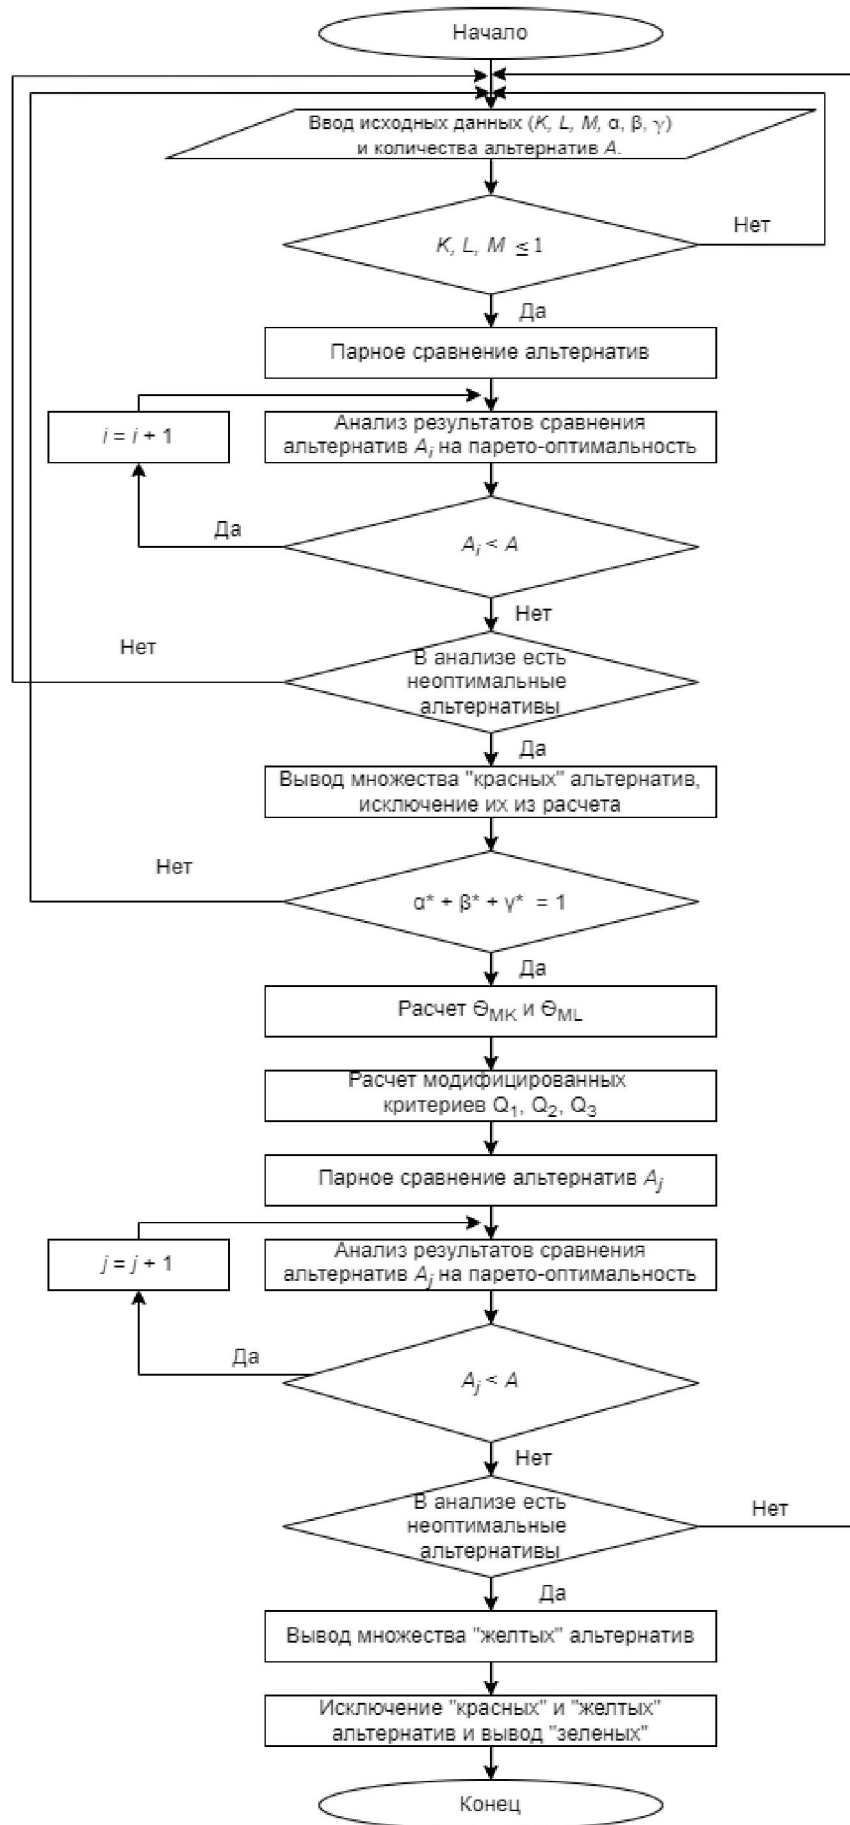 Начало
Ввод исходных данных (K, L, M, α, β, γ)
и количества альтернатив A.
K, L, M ≤ 1
Нет
Да
Парное сравнение альтернатив
i = i + 1
Анализ результатов сравнения
альтернатив Ai на парето-оптимальность
Да
Ai < A
Нет
Нет
В анализе есть
неоптимальные
альтернативы
Да
Вывод множества "красных" альтернатив,
исключение их из расчета
Нет
α* + β* + γ* = 1
Да
Расчет ΘMK и ΘML
Расчет модифицированных
критериев Q1, Q2, Q3
Парное сравнение альтернатив Aj
j = j + 1
Анализ результатов сравнения
альтернатив Aj на парето-оптимальность
Да
Aj < A
Нет
В анализе есть
неоптимальные
альтернативы
Нет
Да
Вывод множества "желтых" альтернатив
Исключение "красных" и "желтых"
альтернатив и вывод "зеленых"
Конец